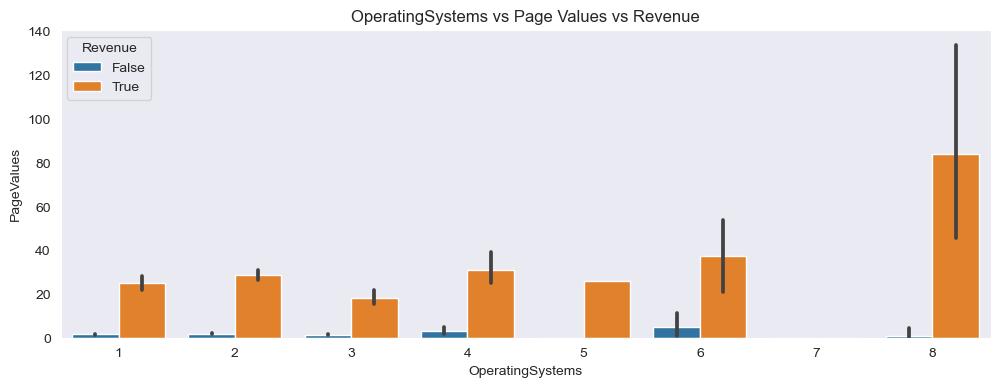 OperatingSystems vs Page Values vs Revenue
Revenue
False
True
PageValues
140
120
100
80
60
40
20
0
1 2 3 4 5 6 7 8
OperatingSystems